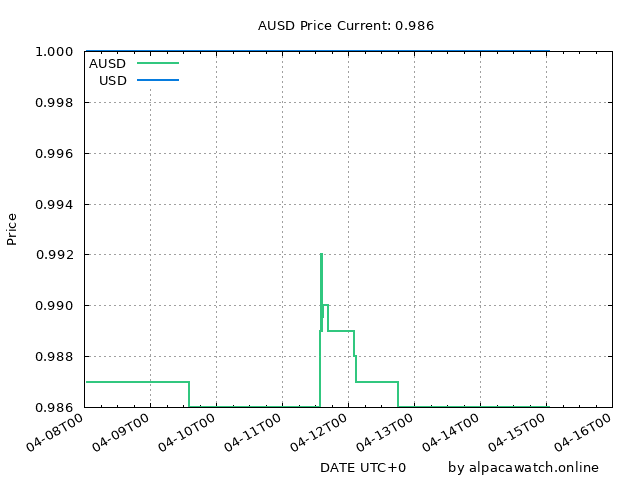 AUSD Price Current: 0.986
1.000
AUSD
USD
0.998
0.996
0.994
0.992
0.990
0.988
0.986
Price
04-08T00
04-09T00
04-10T00
04-11T00
04-12T00
04-13T00
04-14T00
04-15T00
04-16T00
DATE UTC+0 by alpacawatch.online